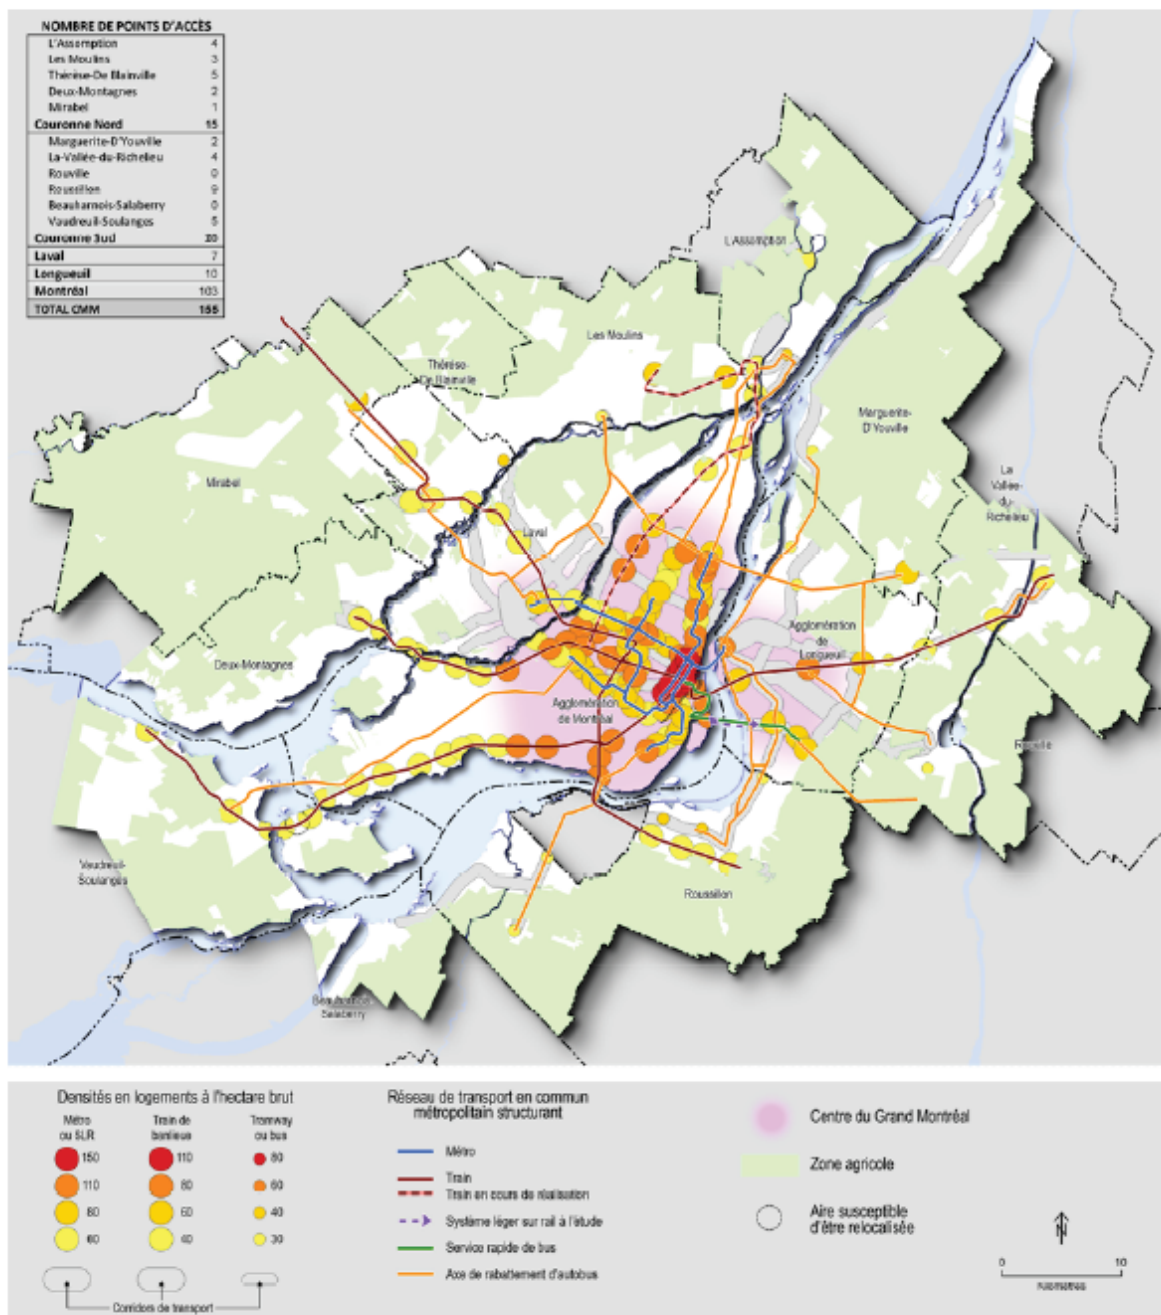 NOMBRE DE POINTS D'ACCÈS
L'Assomption 4
Les Moulins 3
Thérèse-De Blainville 5
Deux-Montagnes 2
Mirabel 1
Couronne Nord 15
Marguerite-D'Youville 2
La-Vallée-du-Richelieu 4
Rouville 0
Roussillon 9
Beauharnois-Salaberry 0
Vaudreuil-Soulanges 5
Couronne Sud 20
Laval 7
Longueuil 10
Montréal 103
TOTAL CMM 155
L'Assomption
Les Moulins
Thérèse-
De Blainville
Marguerite-
D'Youville
Mirabel
La
Vallée-
du-
Richelieu
Laval
Agglomération
de
Longueuil
Deux-Montagnes
Agglomération
de Montréal
Rouville
Vaudreuil-
Soulanges
Roussillon
Beauharnois-
Salaberry
Densités en logements à l'hectare brut
Métro
ou SLR
Train de
banlieue
Tramway
ou bus
150 110 80
110 80 60
80 60 40
60 40 30
Corridors de transport
Réseau de transport en commun
métropolitain structurant
Métro
Train
Train en cours de réalisation
Système léger sur rail à l'étude
Service rapide de bus
Axe de rabattement d'autobus
Centre du Grand Montréal
Zone agricole
Aire susceptible
d'être relocalisée
N
0 10
Kilomètres